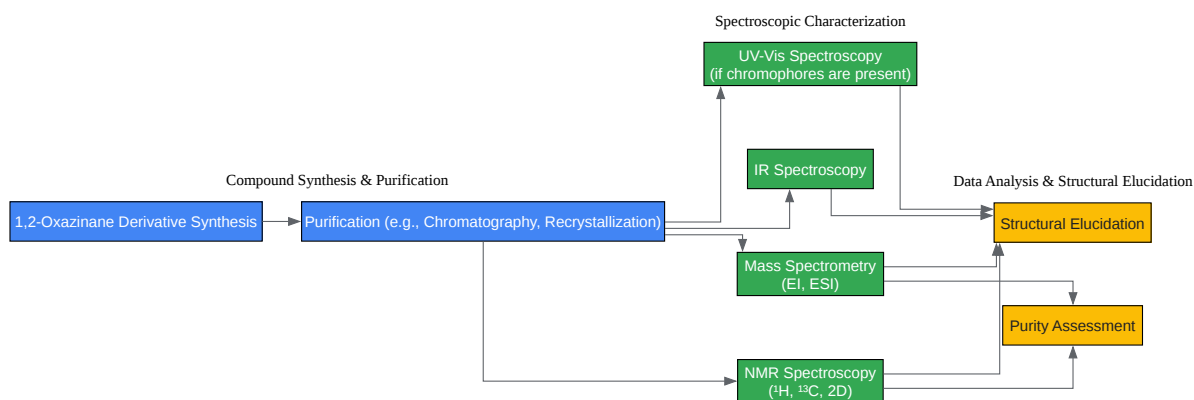 Spectroscopic Characterization
UV-Vis Spectroscopy
(if chromophores are present)
IR Spectroscopy
Compound Synthesis & Purification
Data Analysis & Structural Elucidation
1,2-Oxazinane Derivative Synthesis
Purification (e.g., Chromatography, Recrystallization)
Structural Elucidation
Mass Spectrometry
(EI, ESI)
Purity Assessment
NMR Spectroscopy
(¹H, ¹³C, 2D)